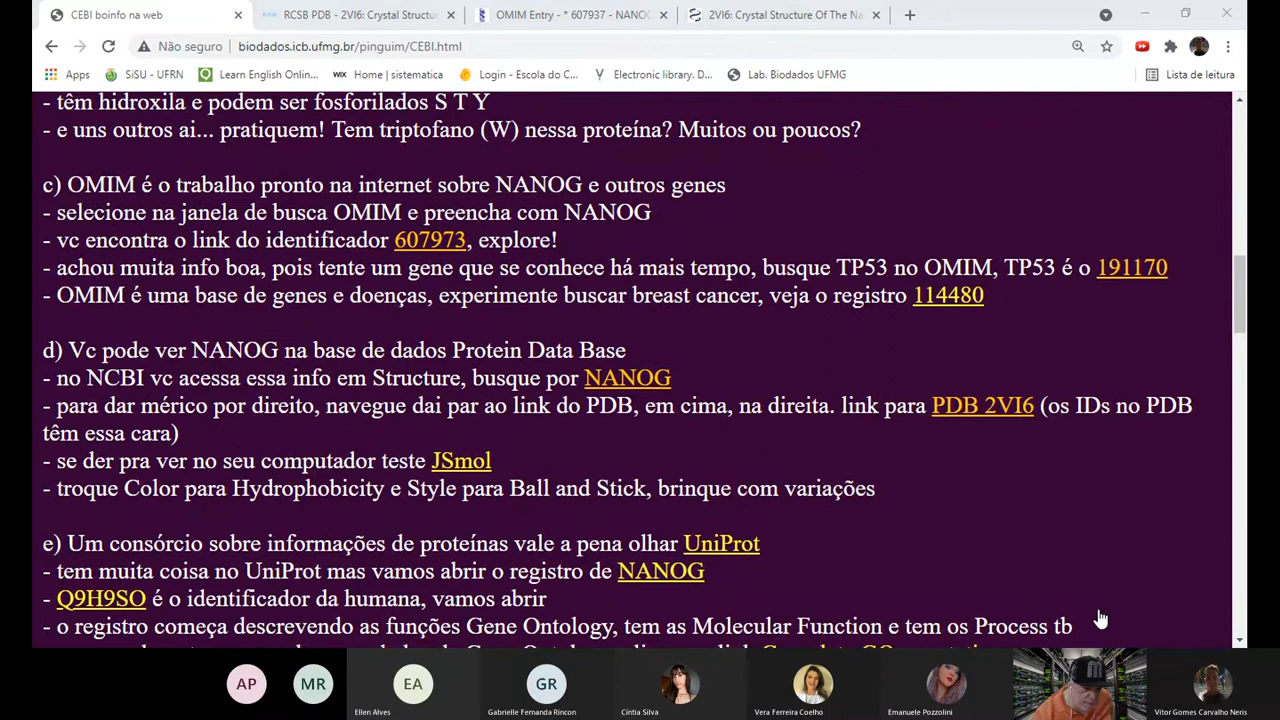 CEBI boinfo na web
RCSB PDB - 2VI6: Crystal Structu
OMIM Entry - * 607937 - NANO
2VI6: Crystal Structure Of The Na
Não seguro
biodados.icb.ufmg.br/pinguim/CEBI.html
Apps
SiSU - UFRN
Learn English Onlin...
WIX
Home | sistematica
Login - Escola do C...
Electronic library. D...
Lab. Biodados UFMG
Lista de leitura
- têm hidroxila e podem ser fosforilados S T Y
- e uns outros ai... pratiquem! Tem triptofano (W) nessa proteína? Muitos ou poucos?
c) OMIM é o trabalho pronto na internet sobre NANOG e outros genes
- selecione na janela de busca OMIM e preencha com NANOG
- vc encontra o link do identificador 607973, explore!
- achou muita info boa, pois tente um gene que se conhece há mais tempo, busque TP53 no OMIM, TP53 é o 191170
- OMIM é uma base de genes e doenças, experimente buscar breast cancer, veja o registro 114480
d) Vc pode ver NANOG na base de dados Protein Data Base
- no NCBI vc acessa essa info em Structure, busque por NANOG
- para dar mérico por direito, navegue dai par ao link do PDB, em cima, na direita. link para PDB 2VI6 (os IDs no PDB
têm essa cara)
- se der pra ver no seu computador teste JSmol
- troque Color para Hydrophobicity e Style para Ball and Stick, brinque com variações
e) Um consórcio sobre informações de proteínas vale a pena olhar UniProt
- tem muita coisa no UniProt mas vamos abrir o registro de NANOG
- Q9H9SO é o identificador da humana, vamos abrir
- o registro começa descrevendo as funções Gene Ontology, tem as Molecular Function e tem os Process tb
AP
MR
EA
GR
Ellen Alves
Gabrielle Fernanda Rincon
Cíntia Silva
Vera Ferreira Coelho
Emanuele Pozzolini
Vitor Gomes Carvalho Neris